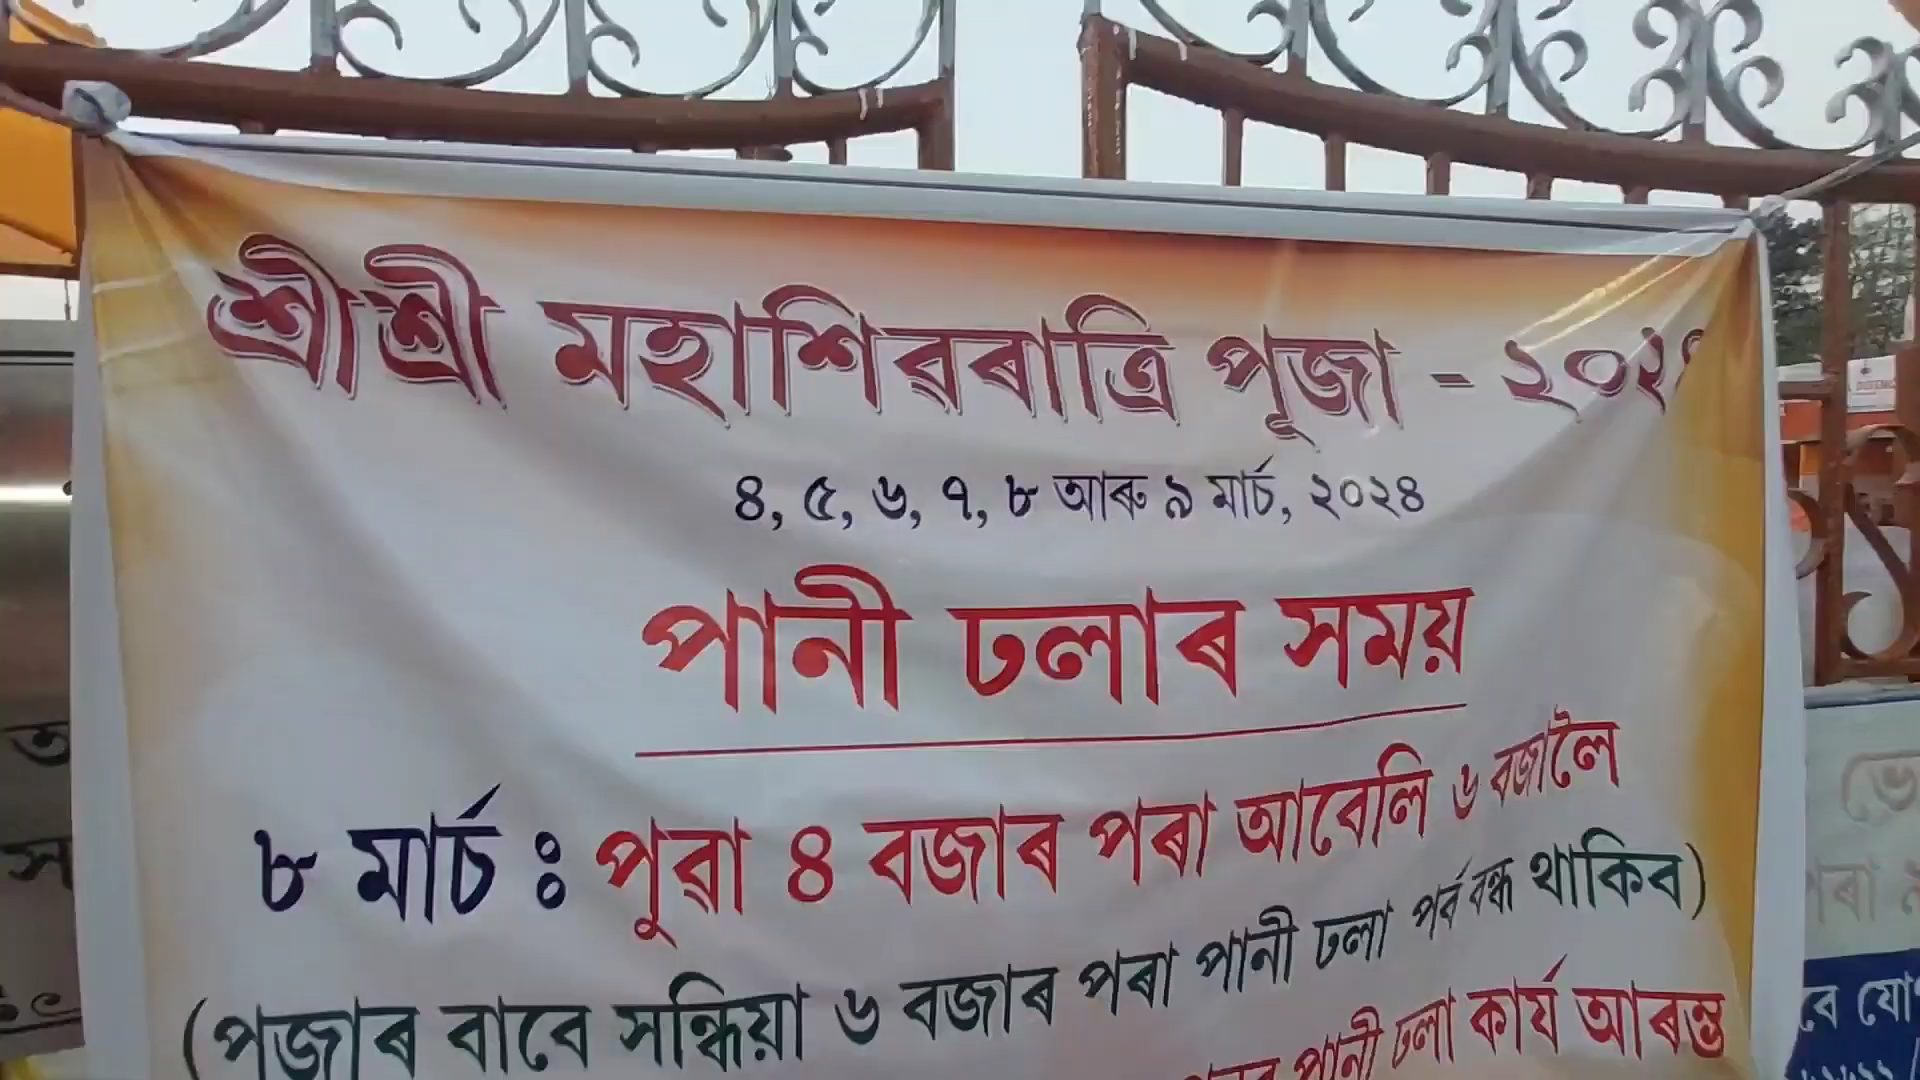 শ্ৰীশ্ৰী মহাশিৱৰাত্ৰি পূজা - ২০২৪
৪, ৫, ৬, ৭, ৮ আৰু ৯ মাৰ্চ, ২০২৪
পানী ঢলাৰ সময়
৮ মাৰ্চ : পুৱা ৪ বজাৰ পৰা আবেলি ৬ বজালৈ
(পূজাৰ বাবে সন্ধিয়া ৬ বজাৰ পৰা পানী ঢলা পৰ্ব বন্ধ থাকিব)
পানী ঢলা কাৰ্য আৰম্ভ